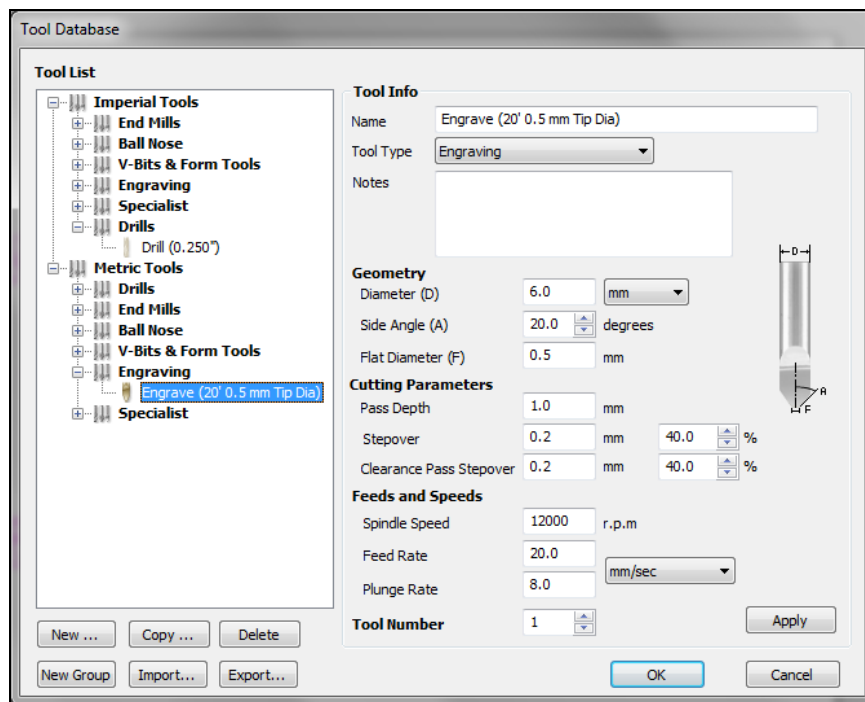 Tool Database
Tool List
Imperial Tools
End Mills
Ball Nose
V-Bits & Form Tools
Engraving
Specialist
Drills
Drill (0.250")
Metric Tools
Drills
End Mills
Ball Nose
V-Bits & Form Tools
Engraving
Engrave (20' 0.5 mm Tip Dia)
Specialist
New ... Copy ... Delete
New Group Import... Export...
Tool Info
Name Engrave (20' 0.5 mm Tip Dia)
Tool Type Engraving
Notes
Geometry
Diameter (D) 6.0 mm
Side Angle (A) 20.0 degrees
Flat Diameter (F) 0.5 mm
Cutting Parameters
Pass Depth 1.0 mm
Stepover 0.2 mm 40.0 %
Clearance Pass Stepover 0.2 mm 40.0 %
Feeds and Speeds
Spindle Speed 12000 r.p.m
Feed Rate 20.0
mm/sec
Plunge Rate 8.0
Tool Number 1
D
A
F
Apply
OK Cancel